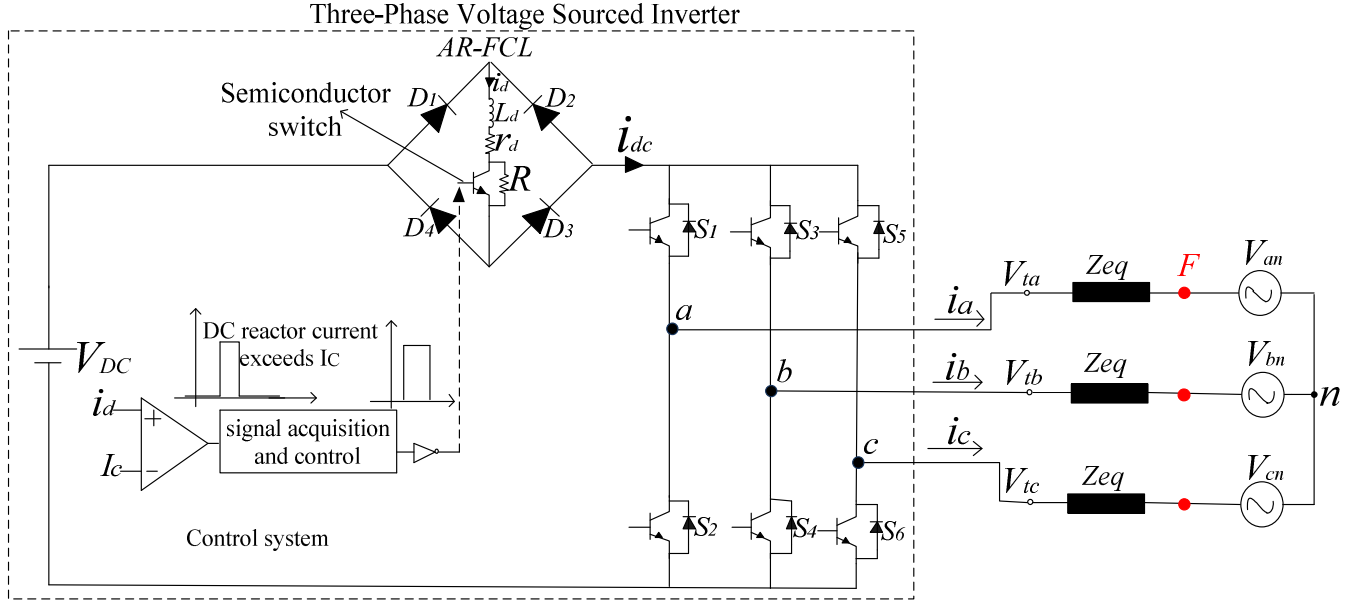 Three-Phase Voltage Sourced Inverter
AR-FCL
Semiconductor
switch
D1
id
D2
Ld
rd
R
idc
D4
D3
S1
S3
S5
Vta
Zeq
F
Van
ia
a
DC reactor current
exceeds IC
VDC
b
ib
Vtb
Zeq
Vbn
n
id
+
signal acquisition
and control
Ic
−
c
ic
Vtc
Zeq
Vcn
S2
S4
S6
Control system